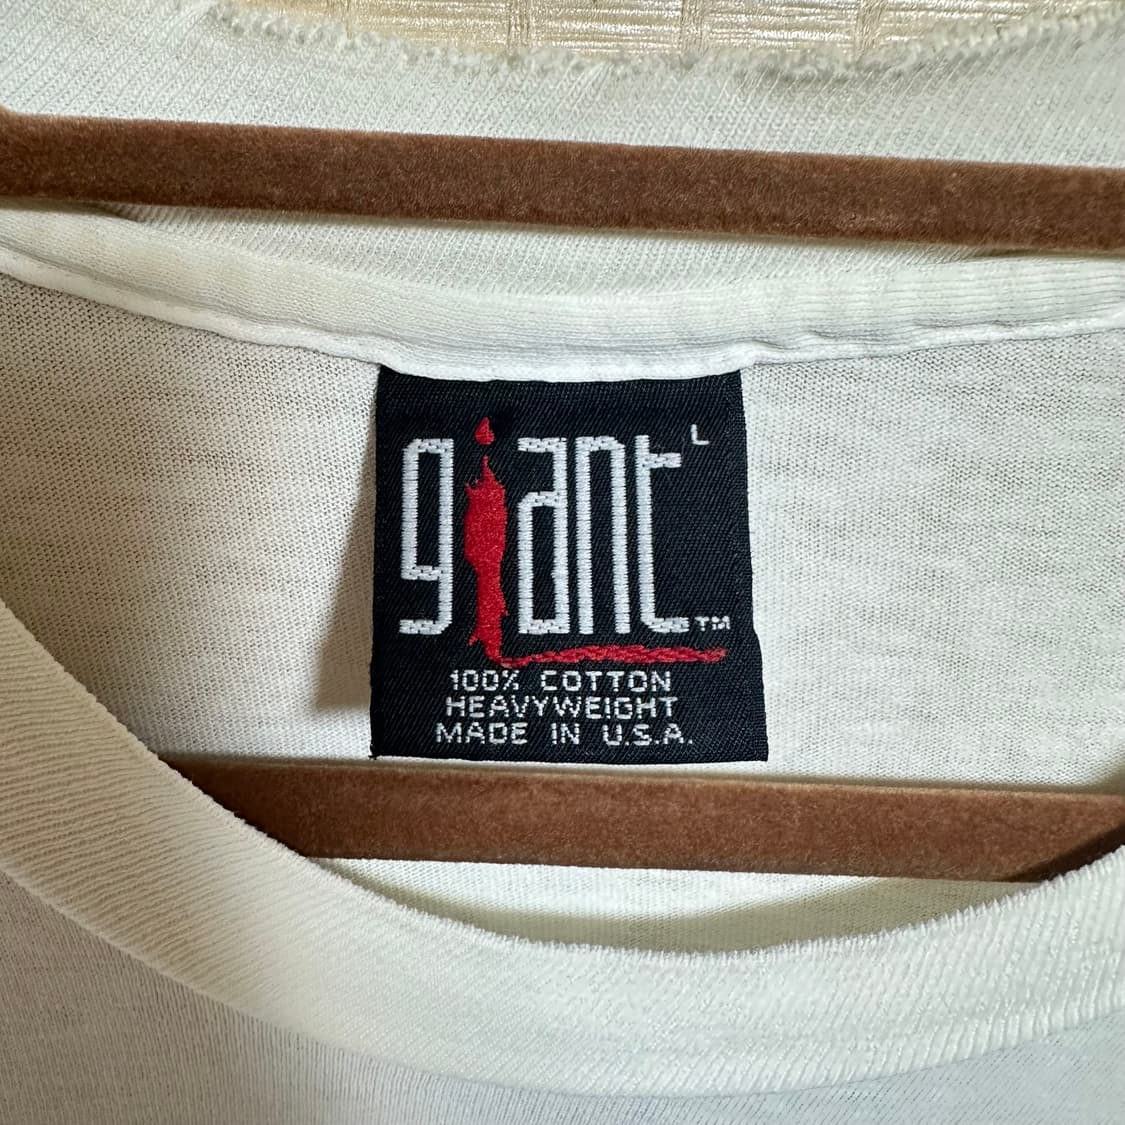 giant L
TM
100% COTTON
HEAVYWEIGHT
MADE IN U.S.A.